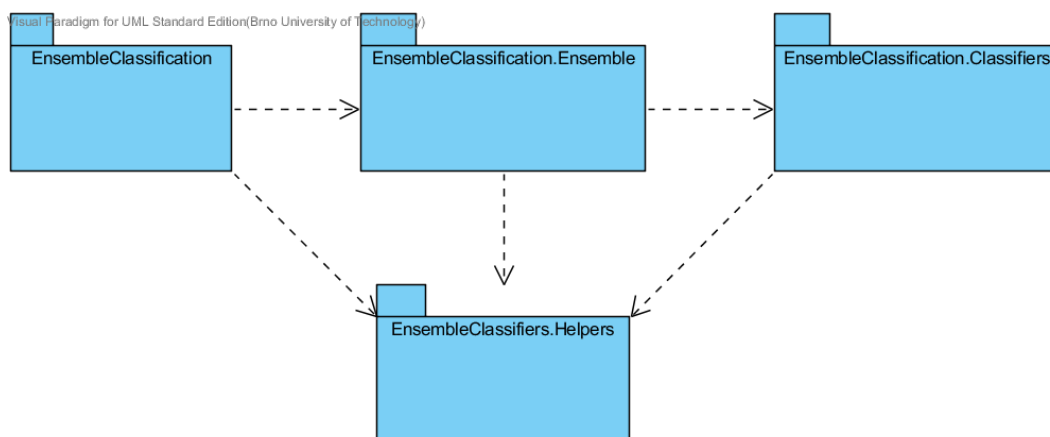 Visual Paradigm for UML Standard Edition(Brno University of Technology)
EnsembleClassification
EnsembleClassification.Ensemble
EnsembleClassification.Classifiers
EnsembleClassifiers.Helpers